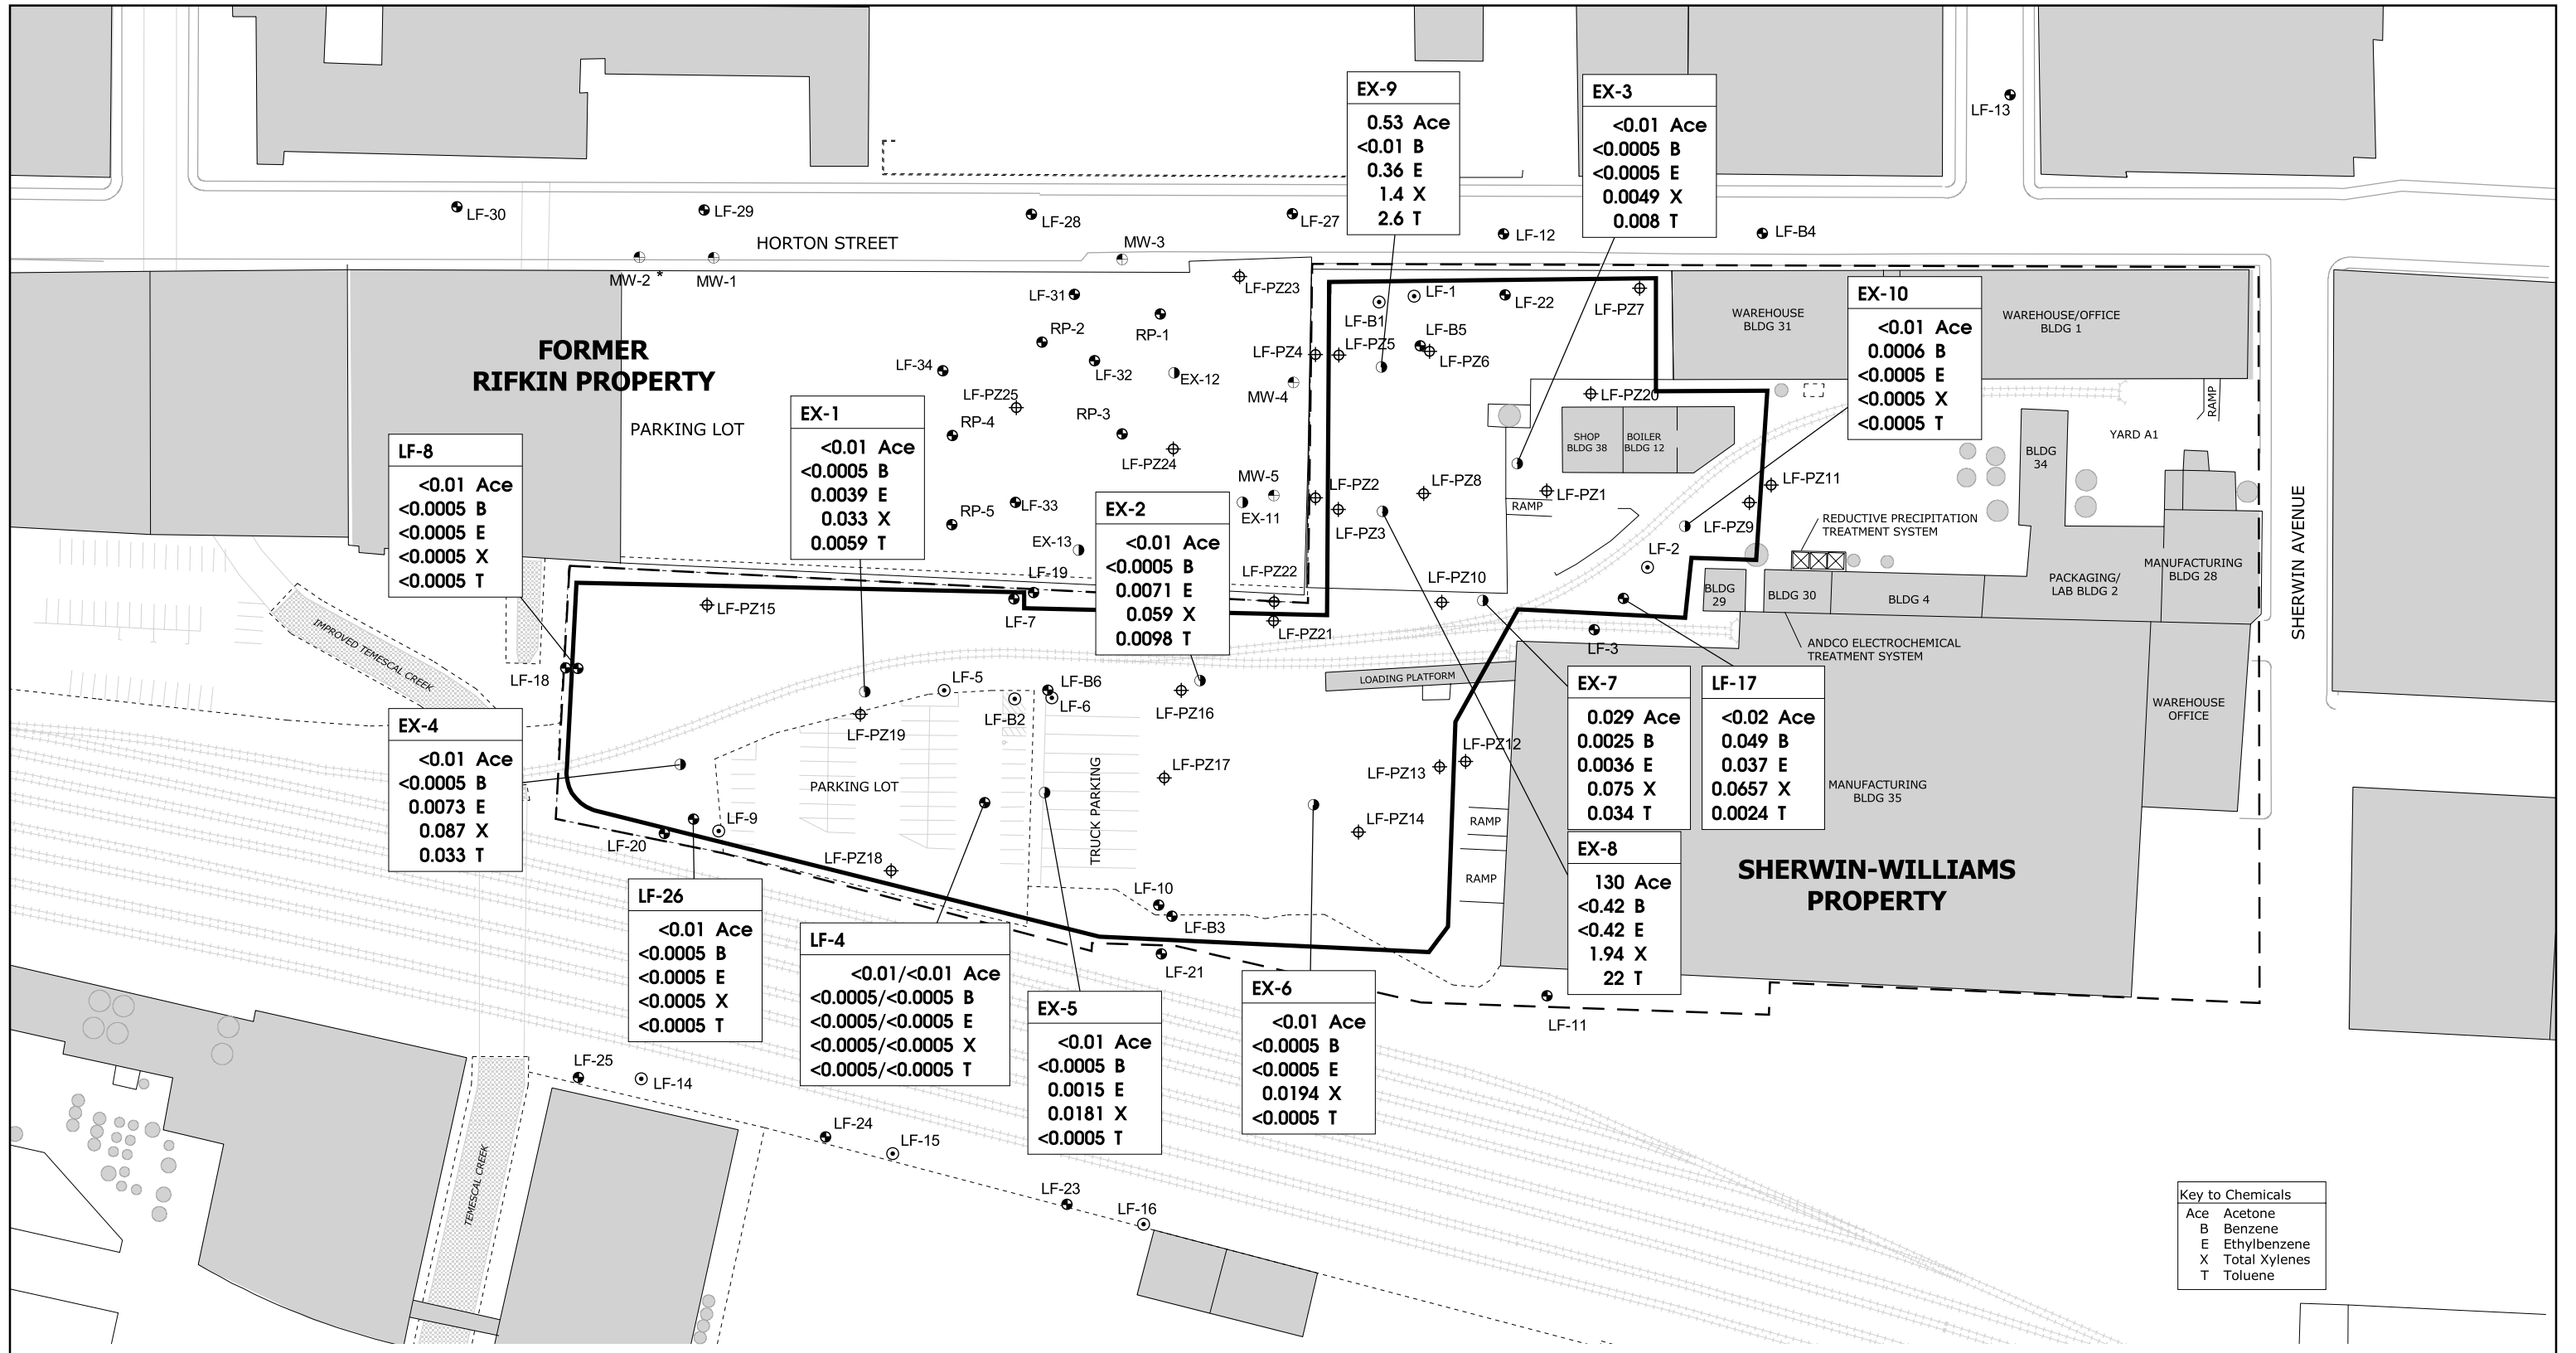 EX-9
0.53 Ace
<0.01 B
0.36 E
1.4 X
2.6 T
EX-3
<0.01 Ace
<0.0005 B
<0.0005 E
0.0049 X
0.008 T
LF-13
LF-30
LF-29
LF-28
LF-27
LF-12
LF-B4
HORTON STREET
MW-3
MW-2 *
MW-1
LF-PZ23
LF-31
RP-2
RP-1
LF-34
LF-32
EX-12
LF-PZ25
RP-4
RP-3
LF-PZ24
MW-4
MW-5
EX-11
RP-5
LF-33
EX-13
LF-19
LF-PZ22
FORMER
RIFKIN PROPERTY
PARKING LOT
LF-1
LF-B1
LF-22
LF-PZ7
LF-B5
LF-PZ4
LF-PZ5
LF-PZ6
LF-PZ20
LF-PZ2
LF-PZ3
LF-PZ8
LF-PZ1
RAMP
SHOP
BLDG 38
BOILER
BLDG 12
WAREHOUSE
BLDG 31
WAREHOUSE/OFFICE
BLDG 1
EX-10
<0.01 Ace
0.0006 B
<0.0005 E
<0.0005 X
<0.0005 T
RAMP
YARD A1
BLDG
34
LF-PZ11
LF-PZ9
LF-2
REDUCTIVE PRECIPITATION
TREATMENT SYSTEM
MANUFACTURING
BLDG 28
PACKAGING/
LAB BLDG 2
BLDG
29
BLDG 30
BLDG 4
ANDCO ELECTROCHEMICAL
TREATMENT SYSTEM
SHERWIN AVENUE
WAREHOUSE
OFFICE
MANUFACTURING
BLDG 35
SHERWIN-WILLIAMS
PROPERTY
LF-8
<0.01 Ace
<0.0005 B
<0.0005 E
<0.0005 X
<0.0005 T
EX-1
<0.01 Ace
<0.0005 B
0.0039 E
0.033 X
0.0059 T
EX-2
<0.01 Ace
<0.0005 B
0.0071 E
0.059 X
0.0098 T
LF-PZ10
LF-3
LF-7
LF-PZ21
LF-PZ15
IMPROVED TEMESCAL CREEK
LF-18
LF-5
LF-B6
LF-6
LF-B2
LF-PZ19
LF-PZ16
LF-PZ17
LOADING PLATFORM
LF-PZ12
LF-PZ13
LF-PZ14
RAMP
RAMP
PARKING LOT
TRUCK PARKING
EX-7
0.029 Ace
0.0025 B
0.0036 E
0.075 X
0.034 T
LF-17
<0.02 Ace
0.049 B
0.037 E
0.0657 X
0.0024 T
EX-8
130 Ace
<0.42 B
<0.42 E
1.94 X
22 T
EX-4
<0.01 Ace
<0.0005 B
0.0073 E
0.087 X
0.033 T
LF-9
LF-20
LF-PZ18
LF-10
LF-B3
LF-21
LF-11
LF-26
<0.01 Ace
<0.0005 B
<0.0005 E
<0.0005 X
<0.0005 T
LF-4
<0.01/<0.01 Ace
<0.0005/<0.0005 B
<0.0005/<0.0005 E
<0.0005/<0.0005 X
<0.0005/<0.0005 T
EX-5
<0.01 Ace
<0.0005 B
0.0015 E
0.0181 X
<0.0005 T
EX-6
<0.01 Ace
<0.0005 B
<0.0005 E
0.0194 X
<0.0005 T
LF-25
LF-14
LF-24
LF-15
LF-23
LF-16
TEMESCAL CREEK
Key to Chemicals
Ace Acetone
B Benzene
E Ethylbenzene
X Total Xylenes
T Toluene